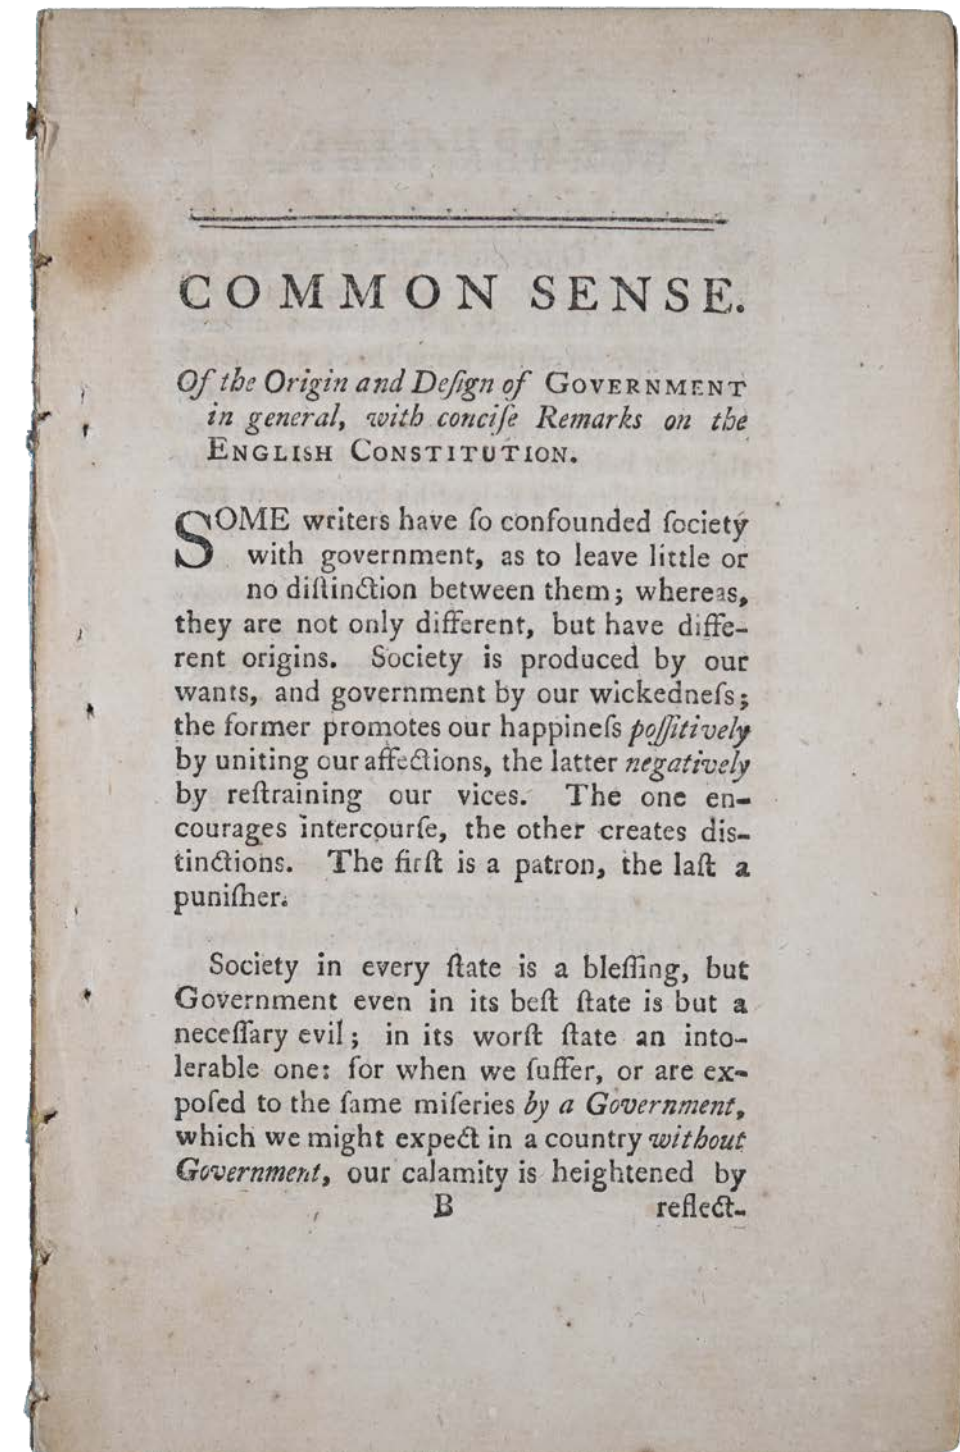 COMMON SENSE.
Of the Origin and Deſign of GOVERNMENT
in general, with conciſe Remarks on the
ENGLISH CONSTITUTION.
SOME writers have ſo confounded ſociety
with government, as to leave little or
no diſtinction between them; whereas,
they are not only different, but have diffe-
rent origins. Society is produced by our
wants, and government by our wickedneſs;
the former promotes our happineſs poſſitively
by uniting our affections, the latter negatively
by reſtraining our vices. The one en-
courages intercourſe, the other creates dis-
tinctions. The firſt is a patron, the laſt a
puniſher.
Society in every ſtate is a bleſſing, but
Government even in its beſt ſtate is but a
neceſſary evil; in its worſt ſtate an into-
lerable one: for when we ſuffer, or are ex-
poſed to the ſame miſeries by a Government,
which we might expect in a country without
Government, our calamity is heightened by
B reflect-